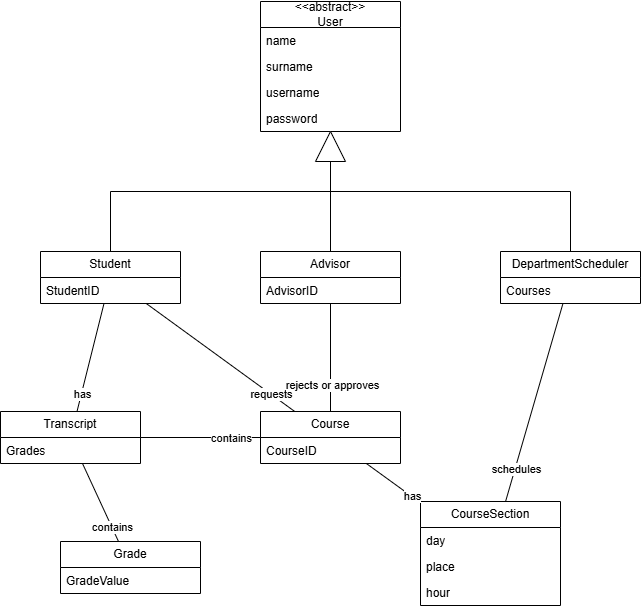 <<abstract>>
User
name
surname
username
password
Student
StudentID
Advisor
AdvisorID
DepartmentScheduler
Courses
has
requests
rejects or approves
Transcript
Grades
contains
Course
CourseID
schedules
has
contains
CourseSection
day
place
hour
Grade
GradeValue